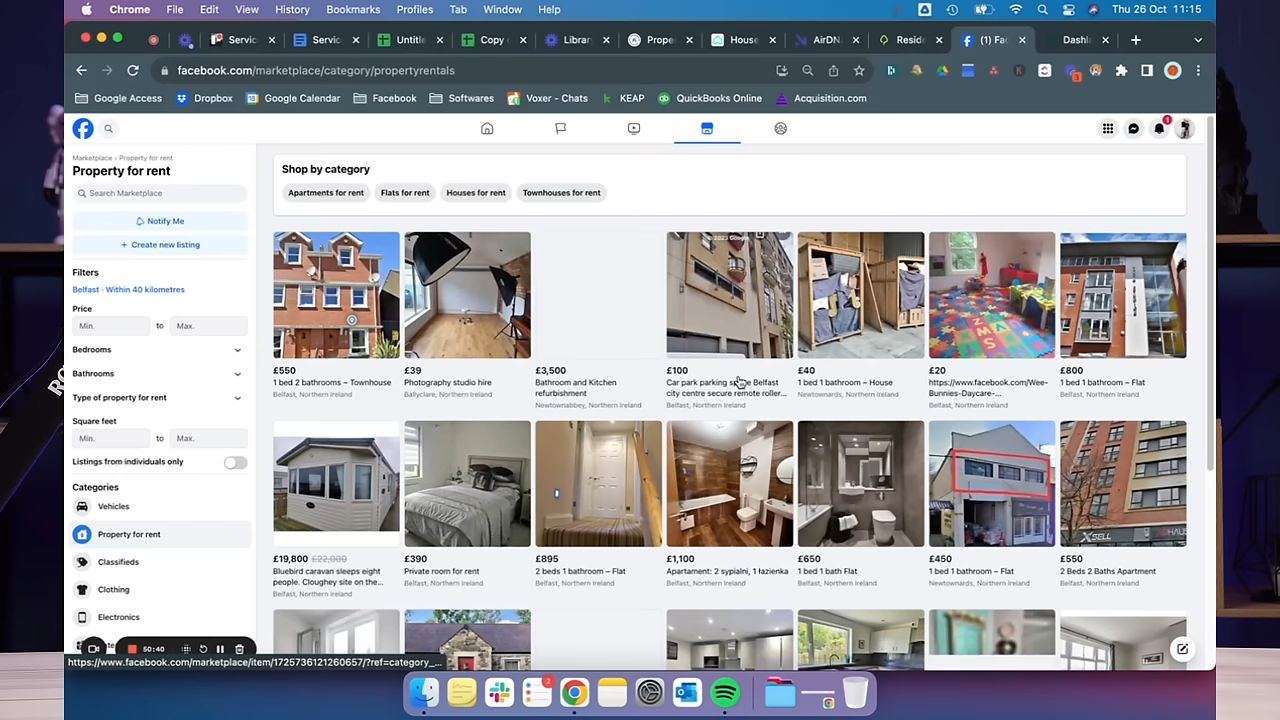 Chrome File Edit View History Bookmarks Profiles Tab Window Help Thu 26 Oct 11:15
Servic Servic Untitle Copy Librar Prope House AirDN Resid (1) Fac Dashl
facebook.com/marketplace/category/propertyrentals
Google Access Dropbox Google Calendar Facebook Softwares Voxer - Chats KEAP QuickBooks Online Acquisition.com
1
Marketplace › Property for rent
Property for rent
Search Marketplace
Notify Me
+ Create new listing
Filters
Belfast · Within 40 kilometres
Price
Min. to Max.
Bedrooms
Bathrooms
Type of property for rent
Square feet
Min. to Max.
Listings from individuals only
Categories
Vehicles
Property for rent
Classifieds
Clothing
Electronics
50:40
https://www.facebook.com/marketplace/item/1725736121260657/?ref=category_...
Shop by category
Apartments for rent Flats for rent Houses for rent Townhouses for rent
© 2023 Google
£550
1 bed 2 bathrooms – Townhouse
Belfast, Northern Ireland
£39
Photography studio hire
Ballyclare, Northern Ireland
£3,500
Bathroom and Kitchen
refurbishment
Newtownabbey, Northern Ireland
£100
Car park parking space Belfast
city centre secure remote roller...
Belfast, Northern Ireland
£40
1 bed 1 bathroom – House
Newtownards, Northern Ireland
£20
https://www.facebook.com/Wee-
Bunnies-Daycare-...
Belfast, Northern Ireland
£800
1 bed 1 bathroom – Flat
Belfast, Northern Ireland
£19,800 £22,000
Bluebird caravan sleeps eight
people. Cloughey site on the...
Belfast, Northern Ireland
£390
Private room for rent
Belfast, Northern Ireland
£895
2 beds 1 bathroom – Flat
Belfast, Northern Ireland
£1,100
Apartament: 2 sypialni, 1 łazienka
Belfast, Northern Ireland
£650
1 bed 1 bath Flat
Belfast, Northern Ireland
£450
1 bed 1 bathroom – Flat
Newtownards, Northern Ireland
XSELL
£550
2 Beds 2 Baths Apartment
Belfast, Northern Ireland
2